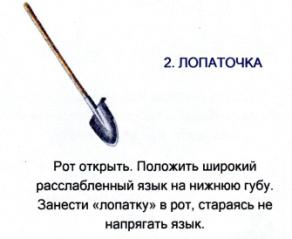 2. ЛОПАТОЧКА
Рот открыть. Положить широкий
расслабленный язык на нижнюю губу.
Занести «лопатку» в рот, стараясь не
напрягать язык.